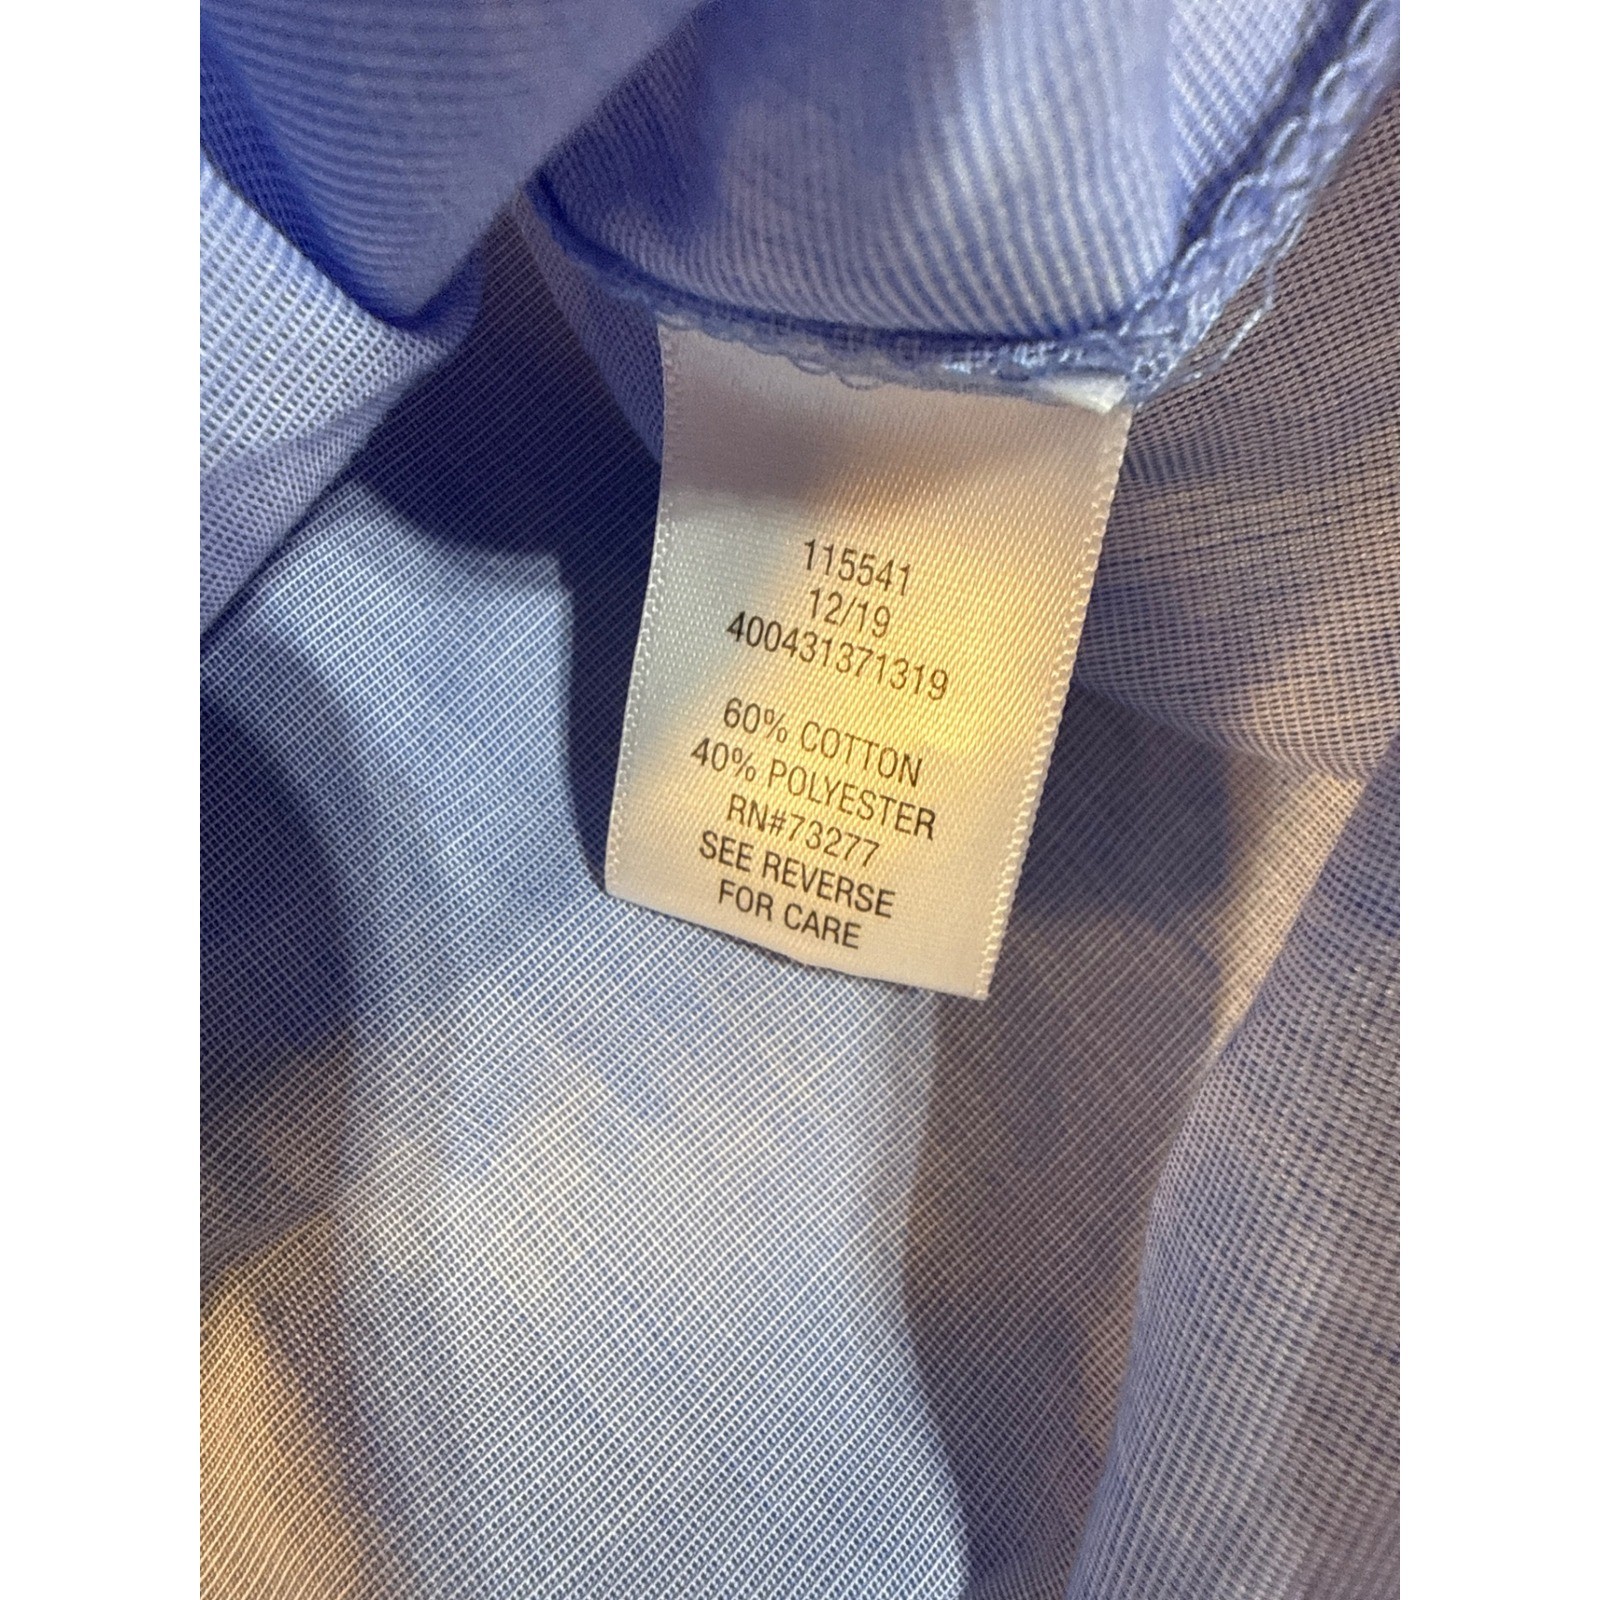 115541
12/19
400431371319
60% COTTON
40% POLYESTER
RN#73277
SEE REVERSE
FOR CARE